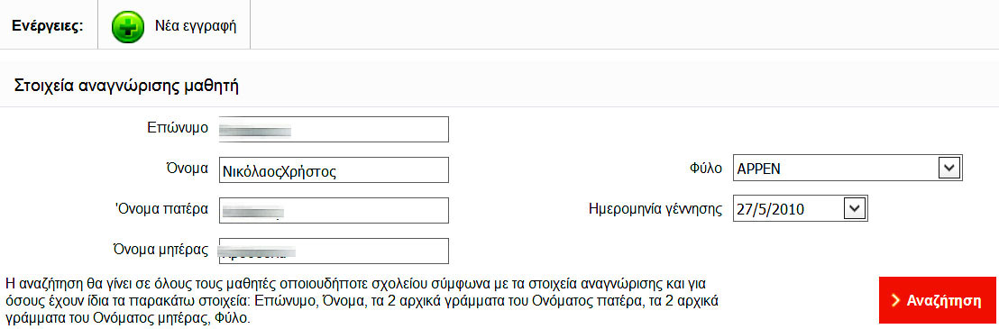 Ενέργειες: Νέα εγγραφή
Στοιχεία αναγνώρισης μαθητή
Επώνυμο
Όνομα ΝικόλαοςΧρήστος Φύλο ΑΡΡΕΝ
'Ονομα πατέρα Ημερομηνία γέννησης 27/5/2010
Όνομα μητέρας
Η αναζήτηση θα γίνει σε όλους τους μαθητές οποιουδήποτε σχολείου σύμφωνα με τα στοιχεία αναγνώρισης και για
όσους έχουν ίδια τα παρακάτω στοιχεία: Επώνυμο, Όνομα, τα 2 αρχικά γράμματα του Ονόματος πατέρα, τα 2 αρχικά
γράμματα του Ονόματος μητέρας, Φύλο.
Αναζήτηση